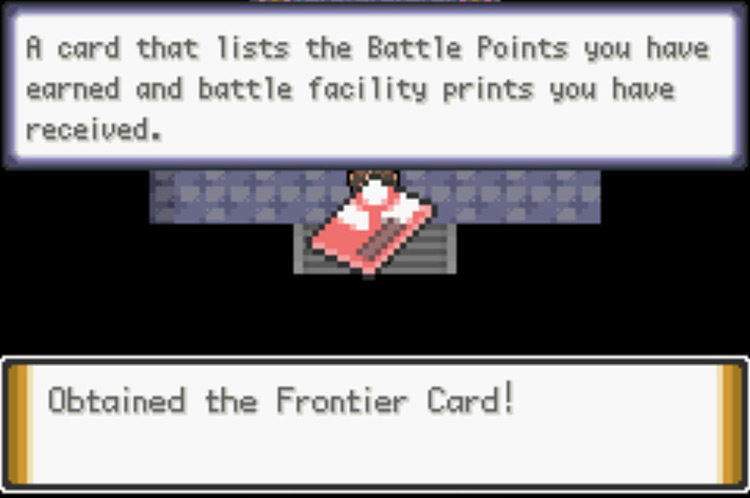 A card that lists the Battle Points you have
earned and battle facility prints you have
received.
Obtained the Frontier Card!